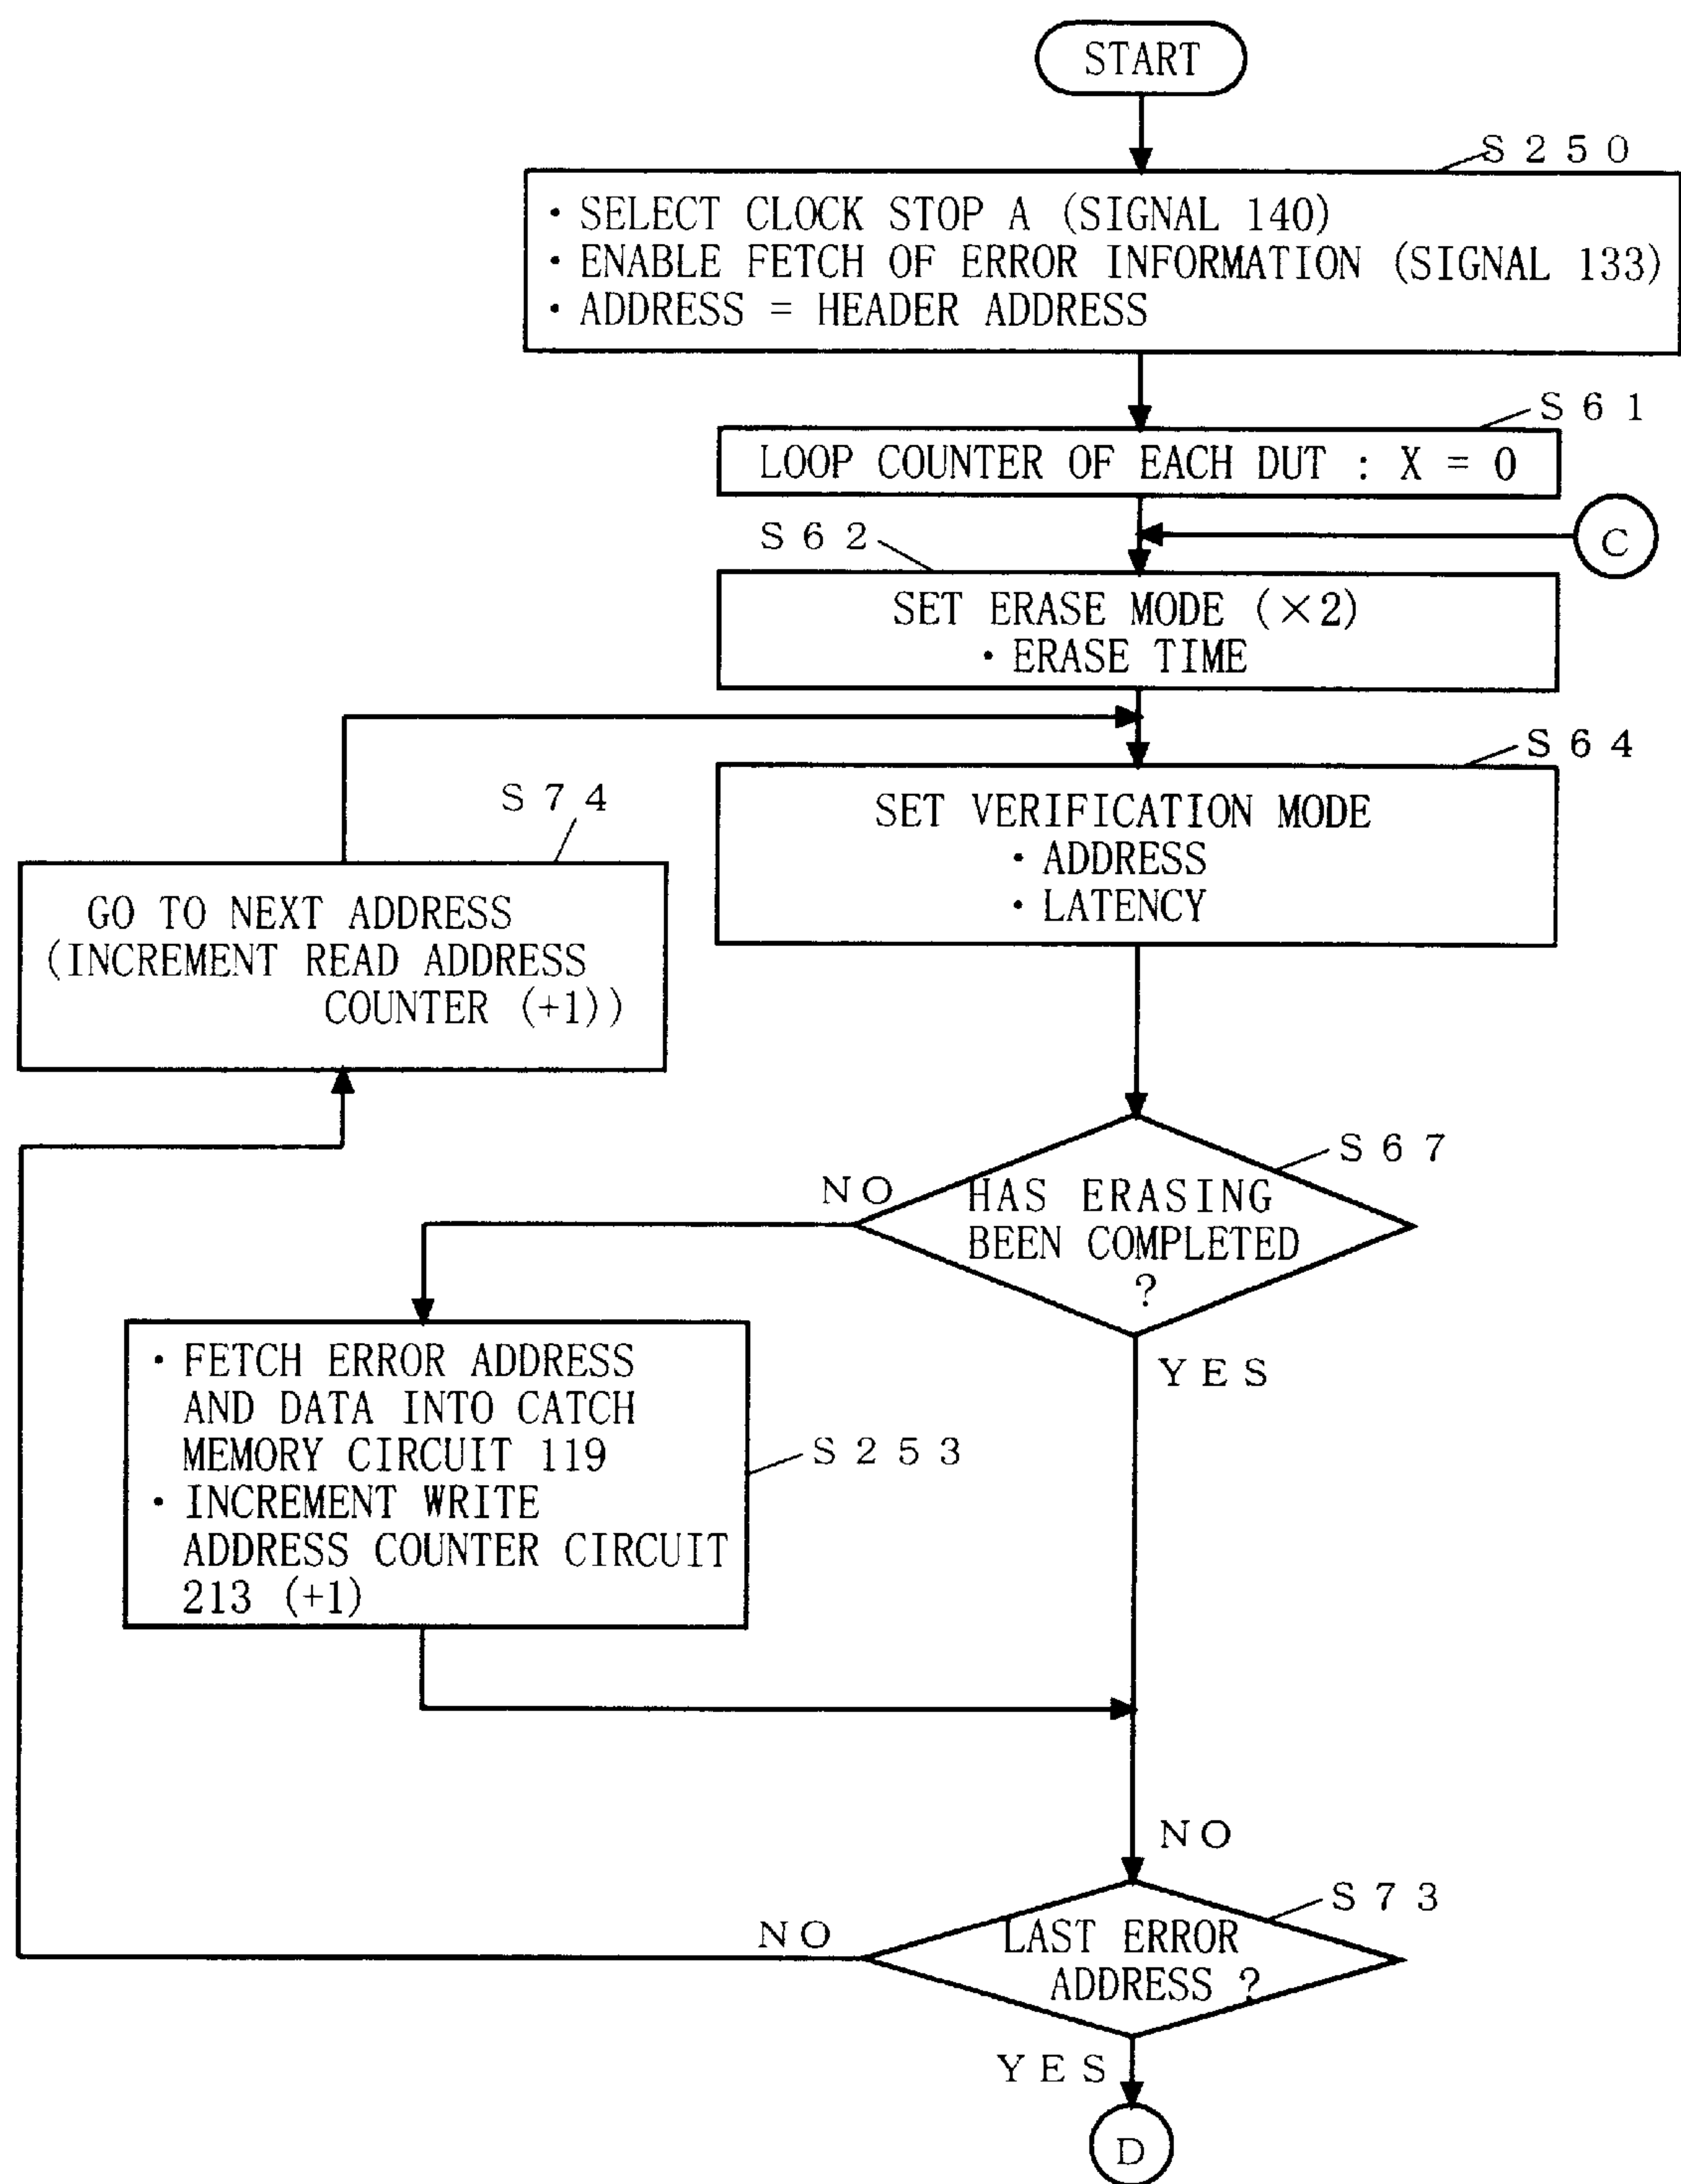 START
S250
・SELECT CLOCK STOP A (SIGNAL 140)
・ENABLE FETCH OF ERROR INFORMATION (SIGNAL 133)
・ADDRESS = HEADER ADDRESS
S61
LOOP COUNTER OF EACH DUT : X = 0
C
S62
SET ERASE MODE (×2)
・ERASE TIME
S64
SET VERIFICATION MODE
・ADDRESS
・LATENCY
S74
GO TO NEXT ADDRESS
(INCREMENT READ ADDRESS
COUNTER (+1))
S67
HAS ERASING
BEEN COMPLETED
?
NO
YES
・FETCH ERROR ADDRESS
AND DATA INTO CATCH
MEMORY CIRCUIT 119
・INCREMENT WRITE
ADDRESS COUNTER CIRCUIT
213 (+1)
S253
NO
S73
LAST ERROR
ADDRESS ?
NO
YES
D